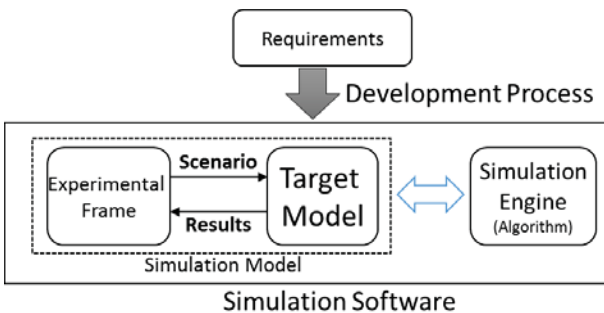 Requirements
Development Process
Scenario
Experimental
Frame
Target
Model
Results
Simulation Model
Simulation
Engine
(Algorithm)
Simulation Software